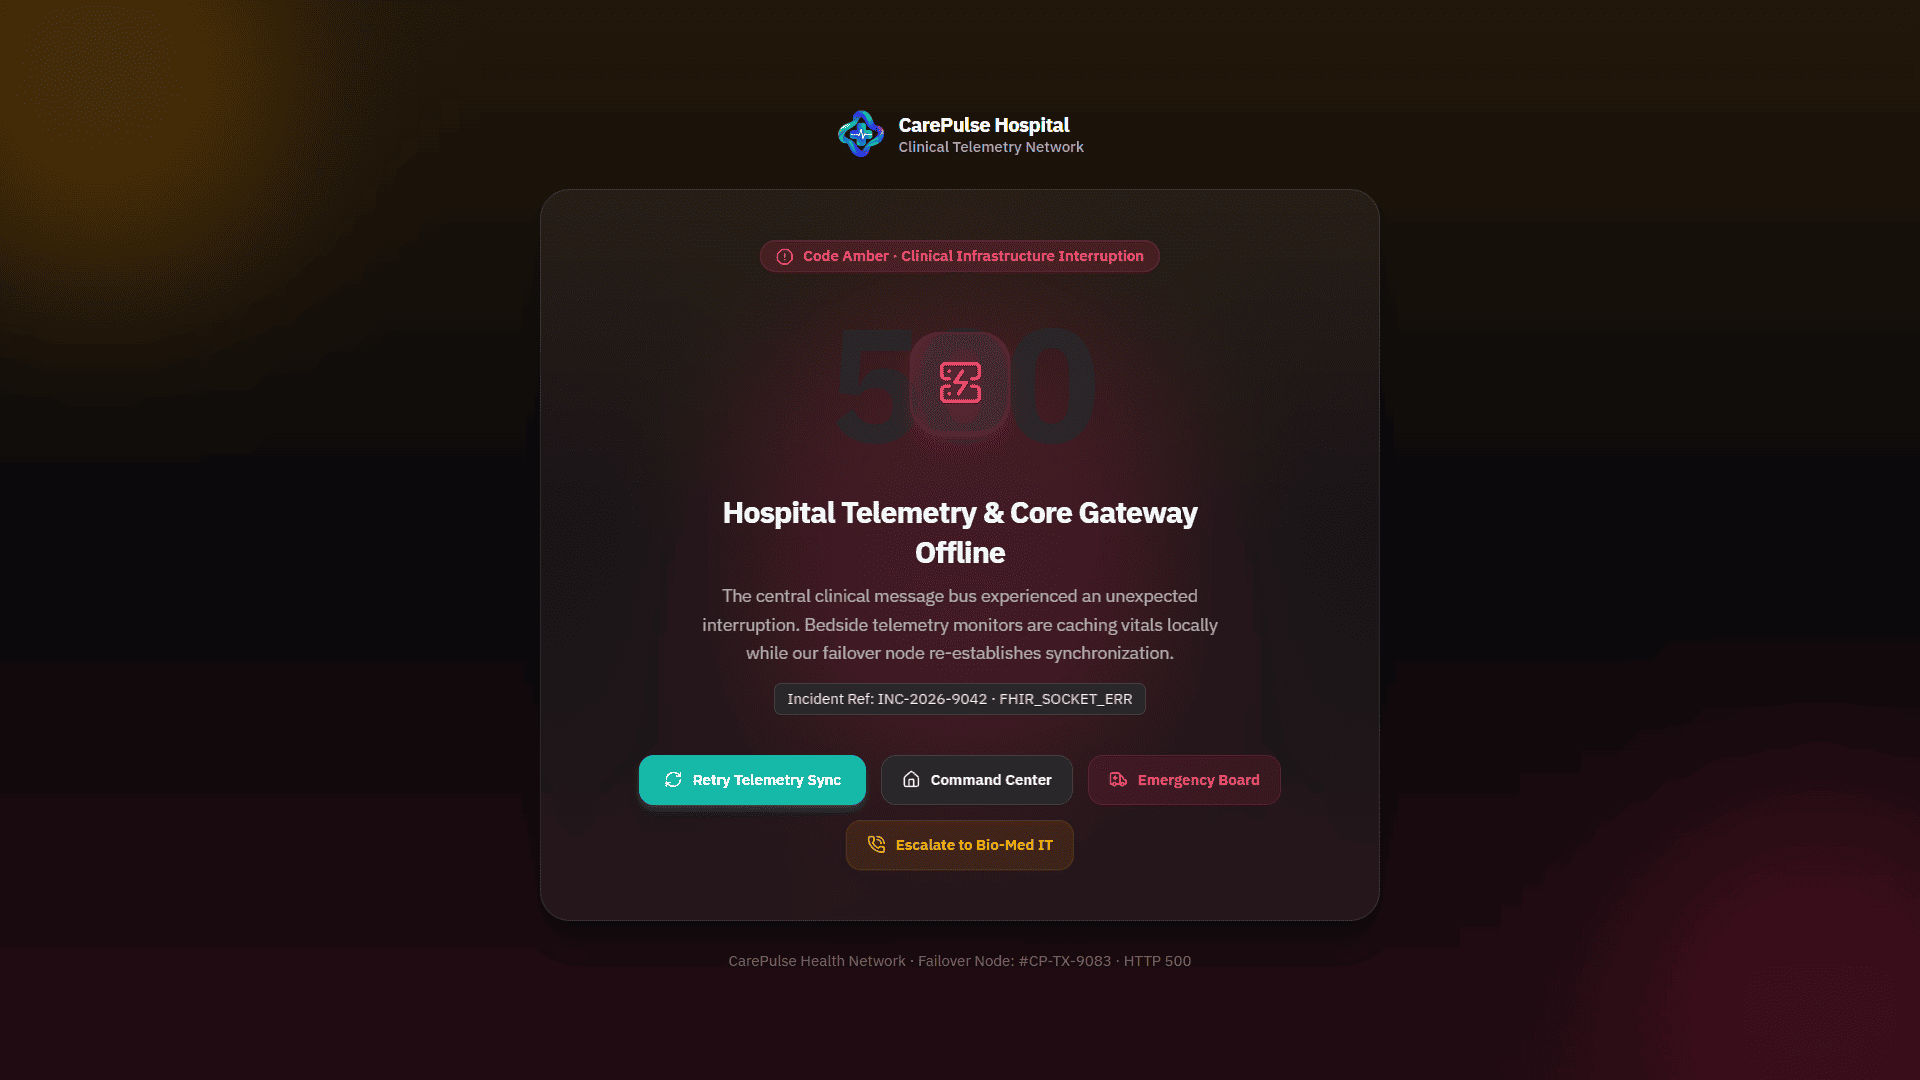 CarePulse Hospital
Clinical Telemetry Network
Code Amber · Clinical Infrastructure Interruption
500
Hospital Telemetry & Core Gateway
Offline
The central clinical message bus experienced an unexpected
interruption. Bedside telemetry monitors are caching vitals locally
while our failover node re-establishes synchronization.
Incident Ref: INC-2026-9042 · FHIR_SOCKET_ERR
Retry Telemetry Sync
Command Center
Emergency Board
Escalate to Bio-Med IT
CarePulse Health Network · Failover Node: #CP-TX-9083 · HTTP 500